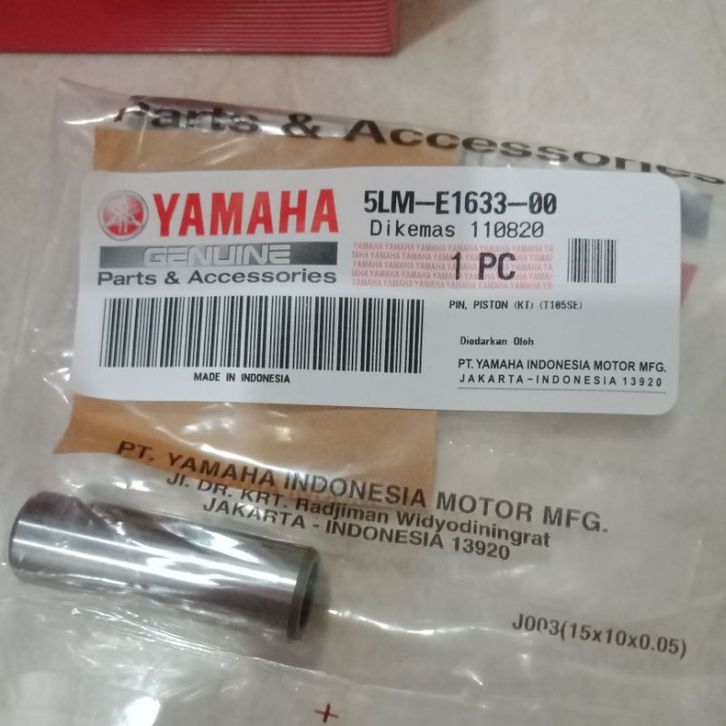 Parts & Accessories
YAMAHA
GENUINE
Parts & Accessories
5LM-E1633-00
Dikemas 110820
1 PC
PIN, PISTON (KT) (T105SE)
Diedarkan Oleh
PT. YAMAHA INDONESIA MOTOR MFG.
JAKARTA-INDONESIA 13920
MADE IN INDONESIA
PT. YAMAHA INDONESIA MOTOR MFG.
Jl. DR. KRT. Radjiman Widyodiningrat
JAKARTA - INDONESIA 13920
J003(15x10x0.05)